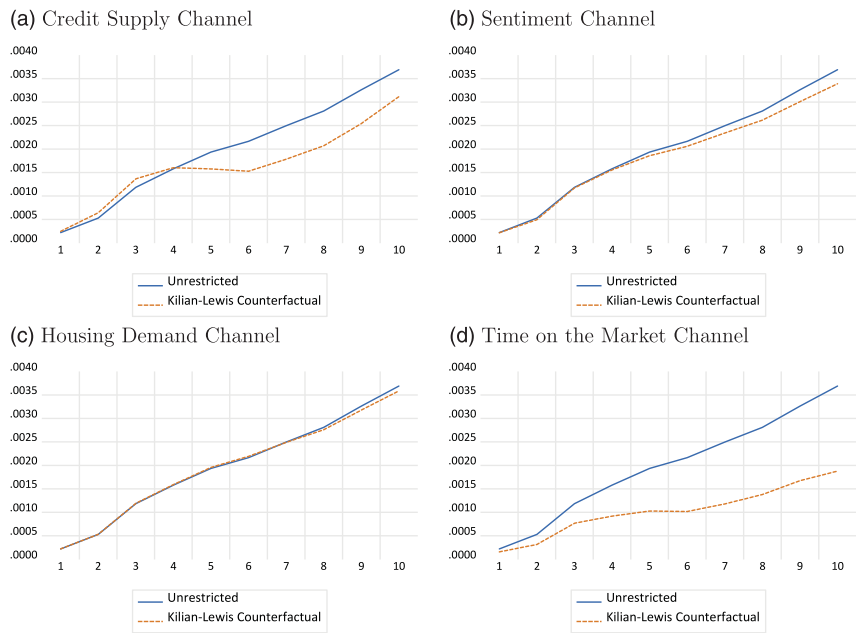 (a) Credit Supply Channel
.0040
.0035
.0030
.0025
.0020
.0015
.0010
.0005
.0000
1 2 3 4 5 6 7 8 9 10
Unrestricted
Kilian-Lewis Counterfactual
(b) Sentiment Channel
.0040
.0035
.0030
.0025
.0020
.0015
.0010
.0005
.0000
1 2 3 4 5 6 7 8 9 10
Unrestricted
Kilian-Lewis Counterfactual
(c) Housing Demand Channel
.0040
.0035
.0030
.0025
.0020
.0015
.0010
.0005
.0000
1 2 3 4 5 6 7 8 9 10
Unrestricted
Kilian-Lewis Counterfactual
(d) Time on the Market Channel
.0040
.0035
.0030
.0025
.0020
.0015
.0010
.0005
.0000
1 2 3 4 5 6 7 8 9 10
Unrestricted
Kilian-Lewis Counterfactual